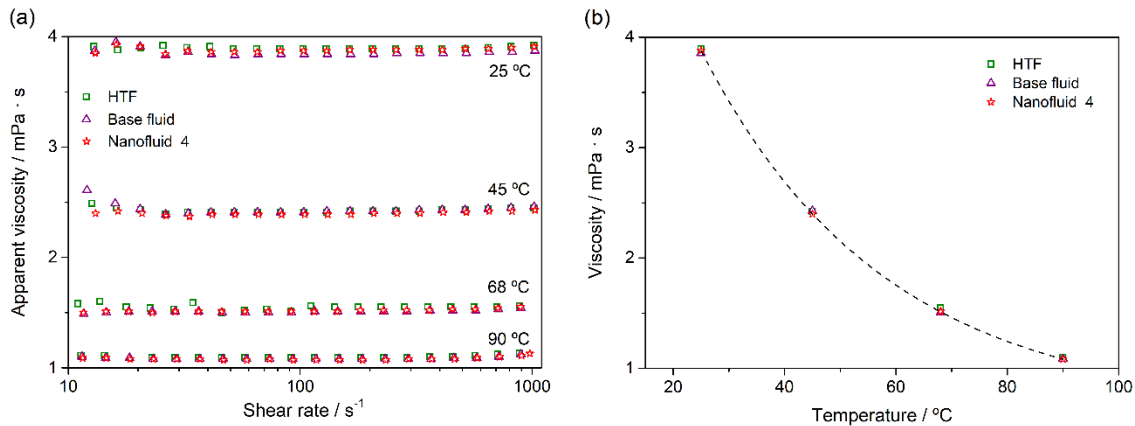 (a)
4
3
2
1
Apparent viscosity / mPa · s
25 ºC
HTF
Base fluid
Nanofluid 4
45 ºC
68 ºC
90 ºC
10
100
1000
Shear rate / s⁻¹
(b)
4
3
2
1
Viscosity / mPa · s
HTF
Base fluid
Nanofluid 4
20
40
60
80
100
Temperature / ºC